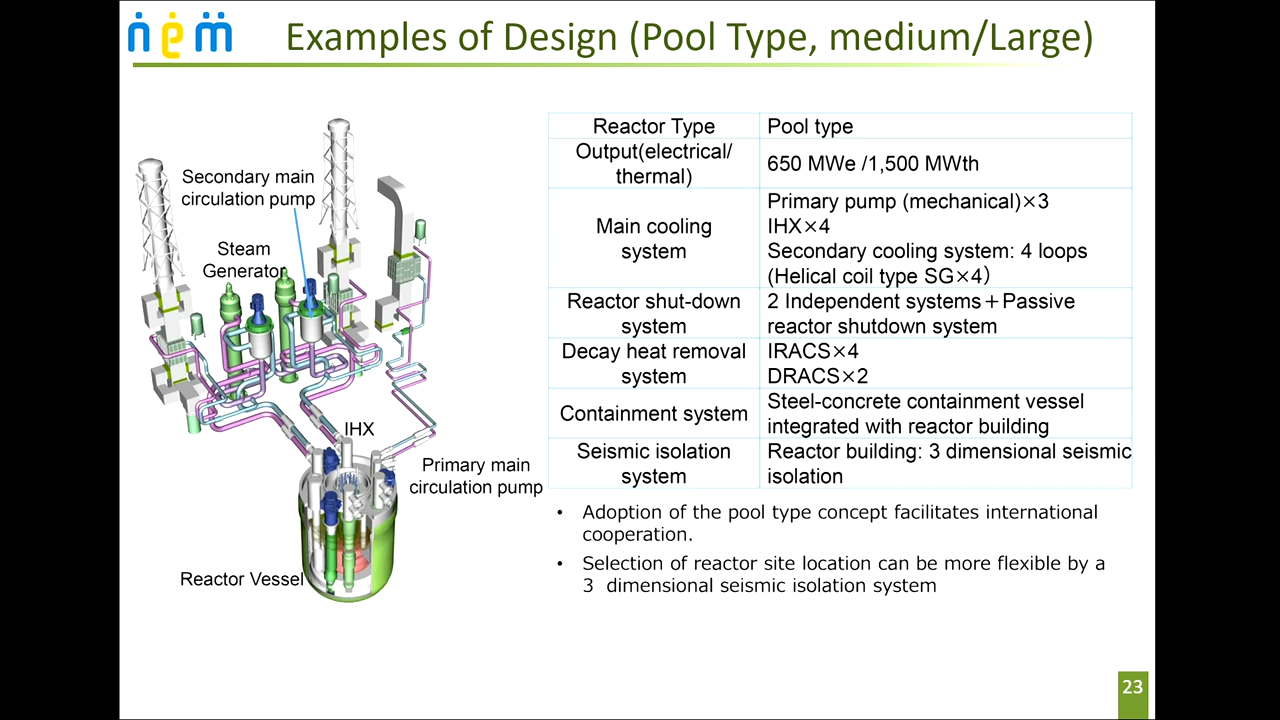 nem
Examples of Design (Pool Type, medium/Large)
Secondary main
circulation pump
Steam
Generator
IHX
Primary main
circulation pump
Reactor Vessel
Reactor Type
Pool type
Output(electrical/
thermal)
650 MWe /1,500 MWth
Main cooling
system
Primary pump (mechanical)×3
IHX×4
Secondary cooling system: 4 loops
(Helical coil type SG×4）
Reactor shut-down
system
2 Independent systems＋Passive
reactor shutdown system
Decay heat removal
system
IRACS×4
DRACS×2
Containment system
Steel-concrete containment vessel
integrated with reactor building
Seismic isolation
system
Reactor building: 3 dimensional seismic
isolation
• Adoption of the pool type concept facilitates international
cooperation.
• Selection of reactor site location can be more flexible by a
3 dimensional seismic isolation system
23